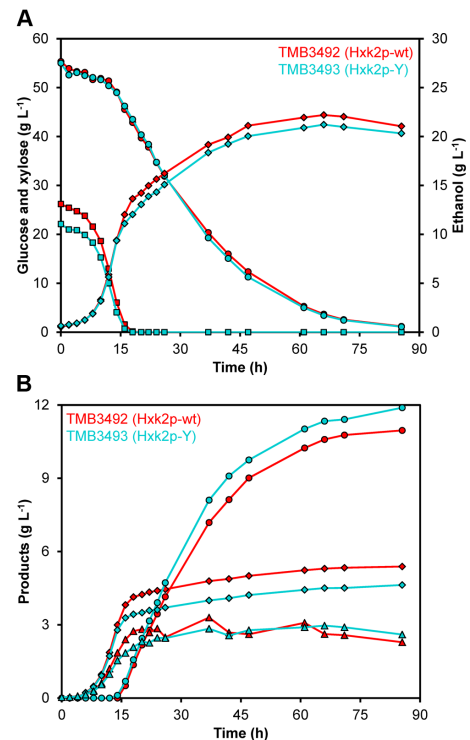 A
60
50
40
30
20
10
0
Glucose and xylose (g L-1)
TMB3492 (Hxk2p-wt)
TMB3493 (Hxk2p-Y)
30
25
20
15
10
5
0
Ethanol (g L-1)
0 15 30 45 60 75 90
Time (h)
B
12
9
6
3
0
Products (g L-1)
TMB3492 (Hxk2p-wt)
TMB3493 (Hxk2p-Y)
0 15 30 45 60 75 90
Time (h)